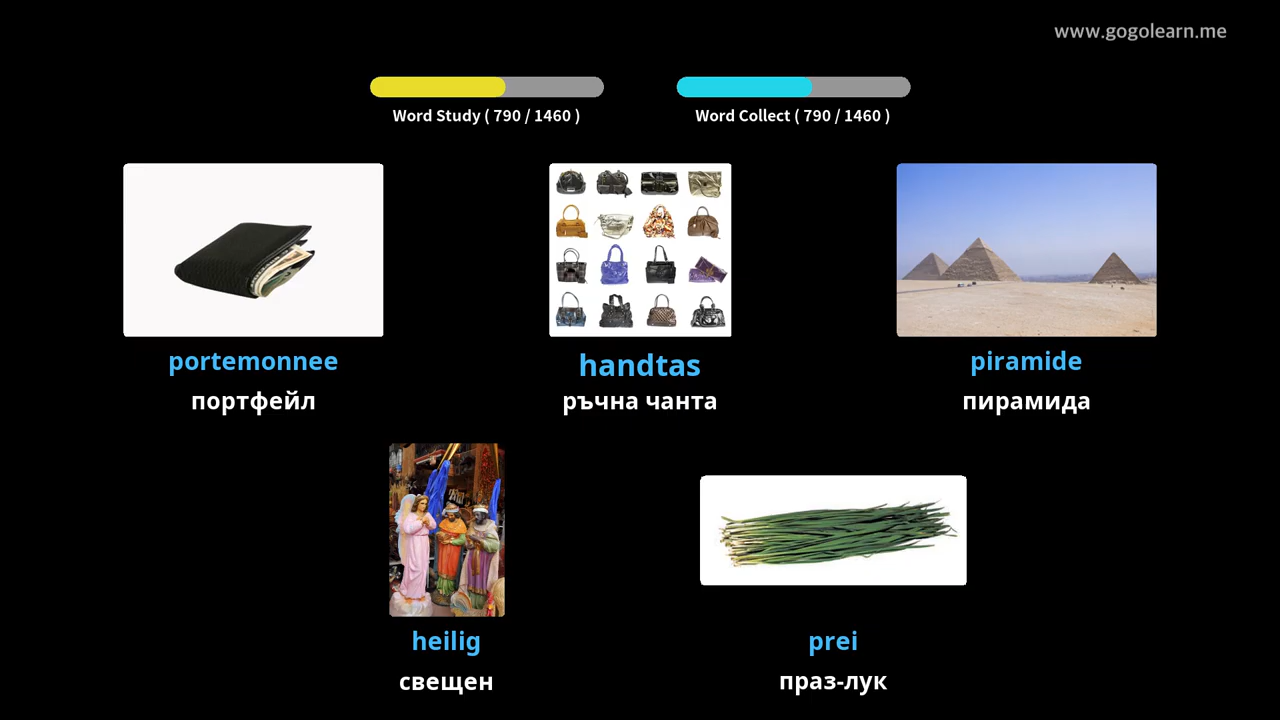 www.gogolearn.me
Word Study ( 790 / 1460 )
Word Collect ( 790 / 1460 )
portemonnee
портфейл
handtas
ръчна чанта
piramide
пирамида
heilig
свещен
prei
праз-лук